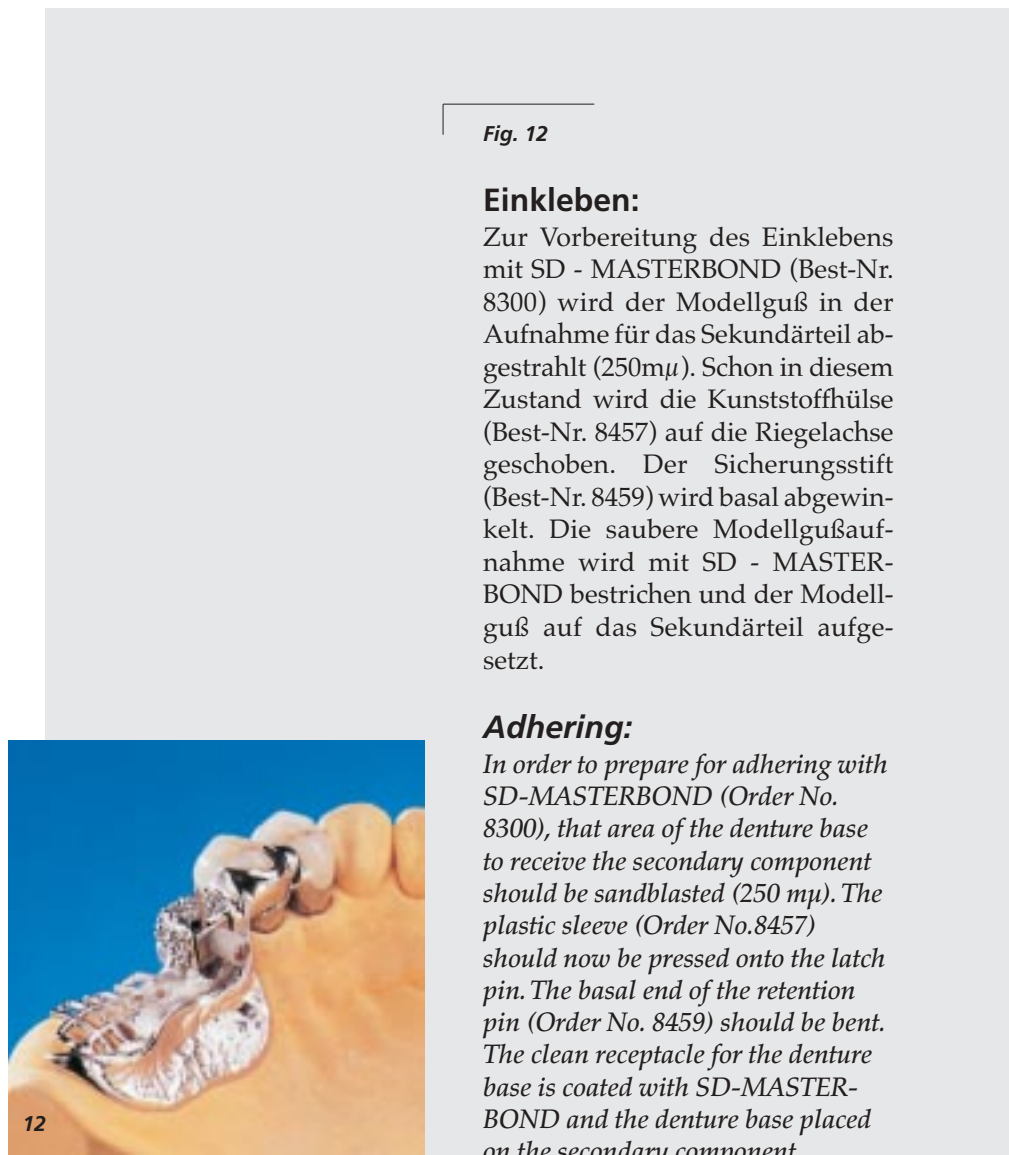 Fig. 12
Einkleben:
Zur Vorbereitung des Einklebens
mit SD - MASTERBOND (Best-Nr.
8300) wird der Modellguß in der
Aufnahme für das Sekundärteil ab-
gestrahlt (250mμ). Schon in diesem
Zustand wird die Kunststoffhülse
(Best-Nr. 8457) auf die Riegelachse
geschoben. Der Sicherungsstift
(Best-Nr. 8459) wird basal abgewin-
kelt. Die saubere Modellgußauf-
nahme wird mit SD - MASTER-
BOND bestrichen und der Modell-
guß auf das Sekundärteil aufge-
setzt.
Adhering:
In order to prepare for adhering with
SD-MASTERBOND (Order No.
8300), that area of the denture base
to receive the secondary component
should be sandblasted (250 mμ). The
plastic sleeve (Order No.8457)
should now be pressed onto the latch
pin. The basal end of the retention
pin (Order No. 8459) should be bent.
The clean receptacle for the denture
base is coated with SD-MASTER-
BOND and the denture base placed
on the secondary component
12